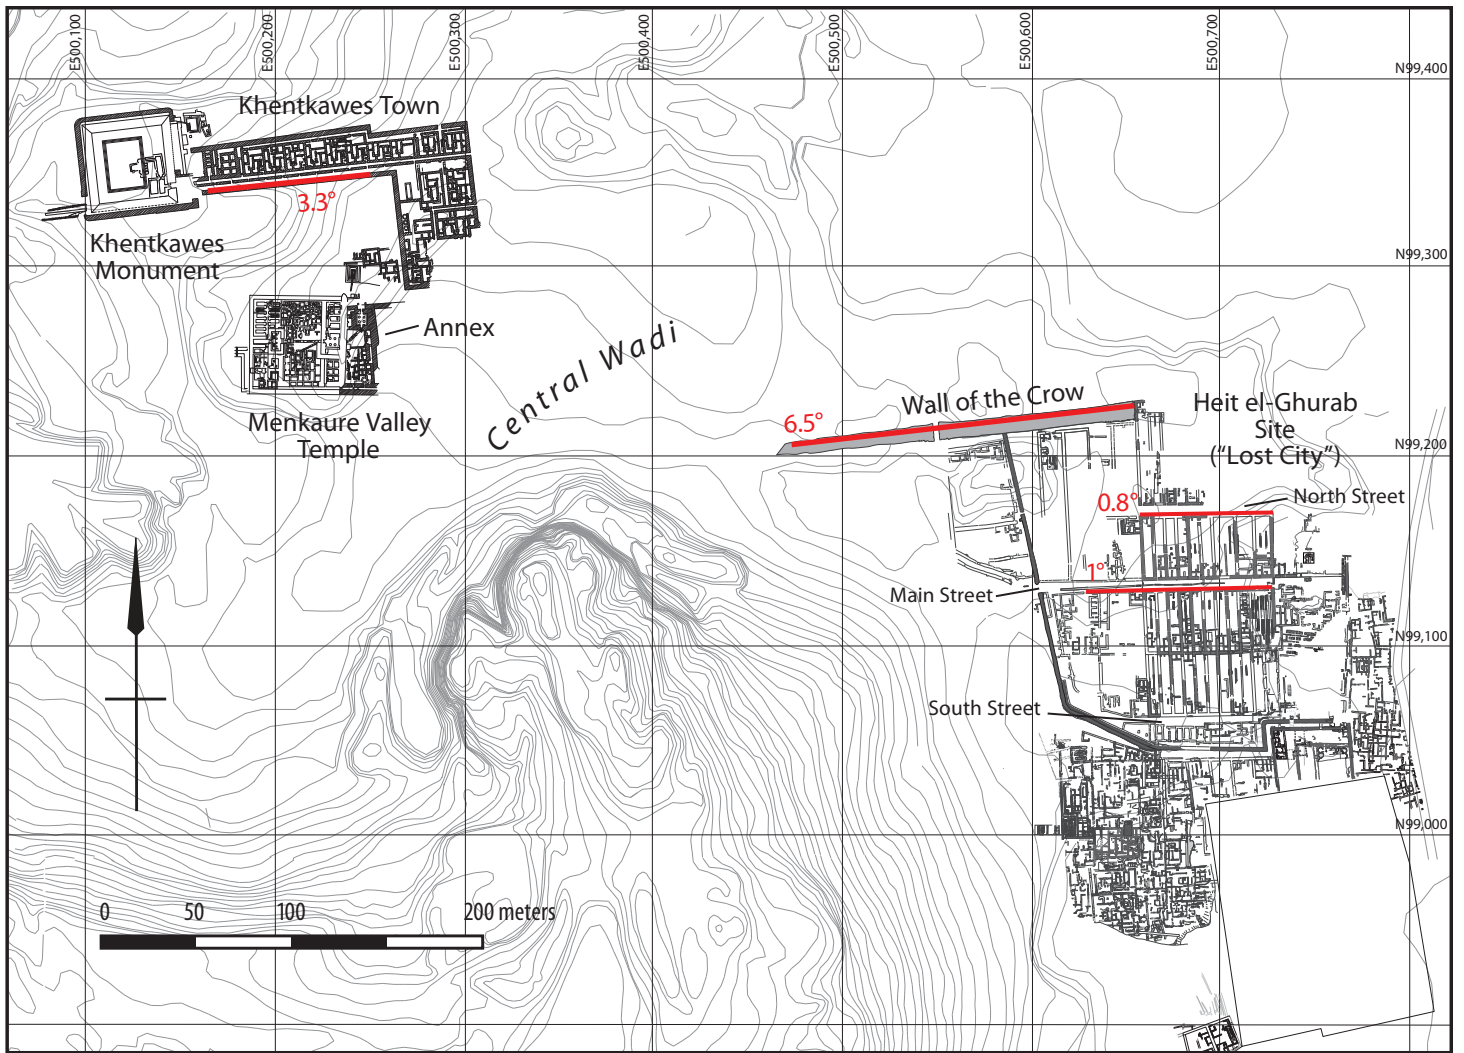 E500,100
E500,200
E500,300
E500,400
E500,500
E500,600
E500,700
N99,400
Khentkawes Town
3.3°
Khentkawes
Monument
N99,300
Annex
Central Wadi
Menkaure Valley
Temple
Wall of the Crow
6.5°
Heit el-Ghurab
Site
("Lost City")
N99,200
North Street
0.8°
1°
Main Street
N99,100
South Street
N99,000
0 50 100 200 meters